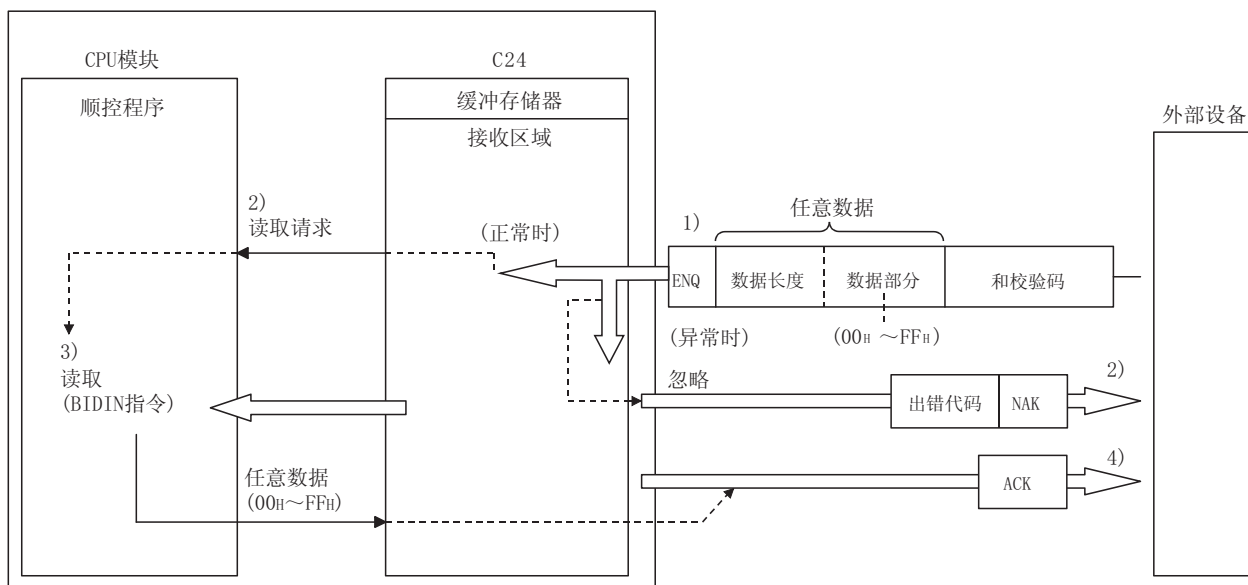 CPU模块
C24
顺控程序
缓冲存储器
接收区域
外部设备
2)
读取请求
(正常时)
1)
任意数据
ENQ
数据长度
数据部分
和校验码
(异常时)
(00H ～FFH)
3)
读取
(BIDIN指令)
忽略
出错代码
NAK
2)
任意数据
(00H～FFH)
ACK
4)